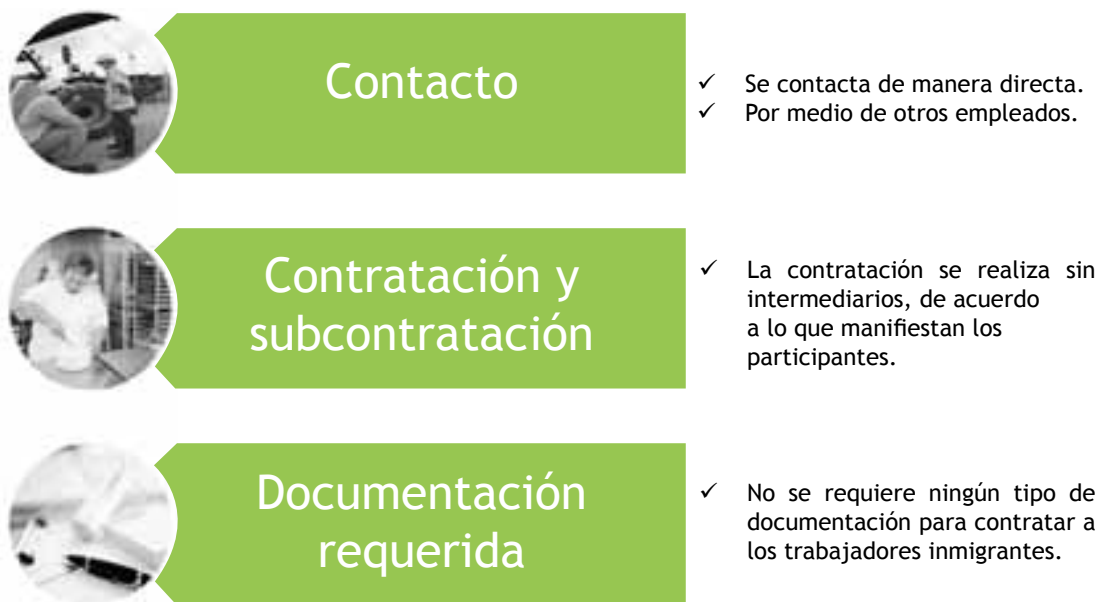 Contacto
✓ Se contacta de manera directa.
✓ Por medio de otros empleados.
Contratación y
subcontratación
✓ La contratación se realiza sin
intermediarios, de acuerdo
a lo que manifiestan los
participantes.
Documentación
requerida
✓ No se requiere ningún tipo de
documentación para contratar a
los trabajadores inmigrantes.